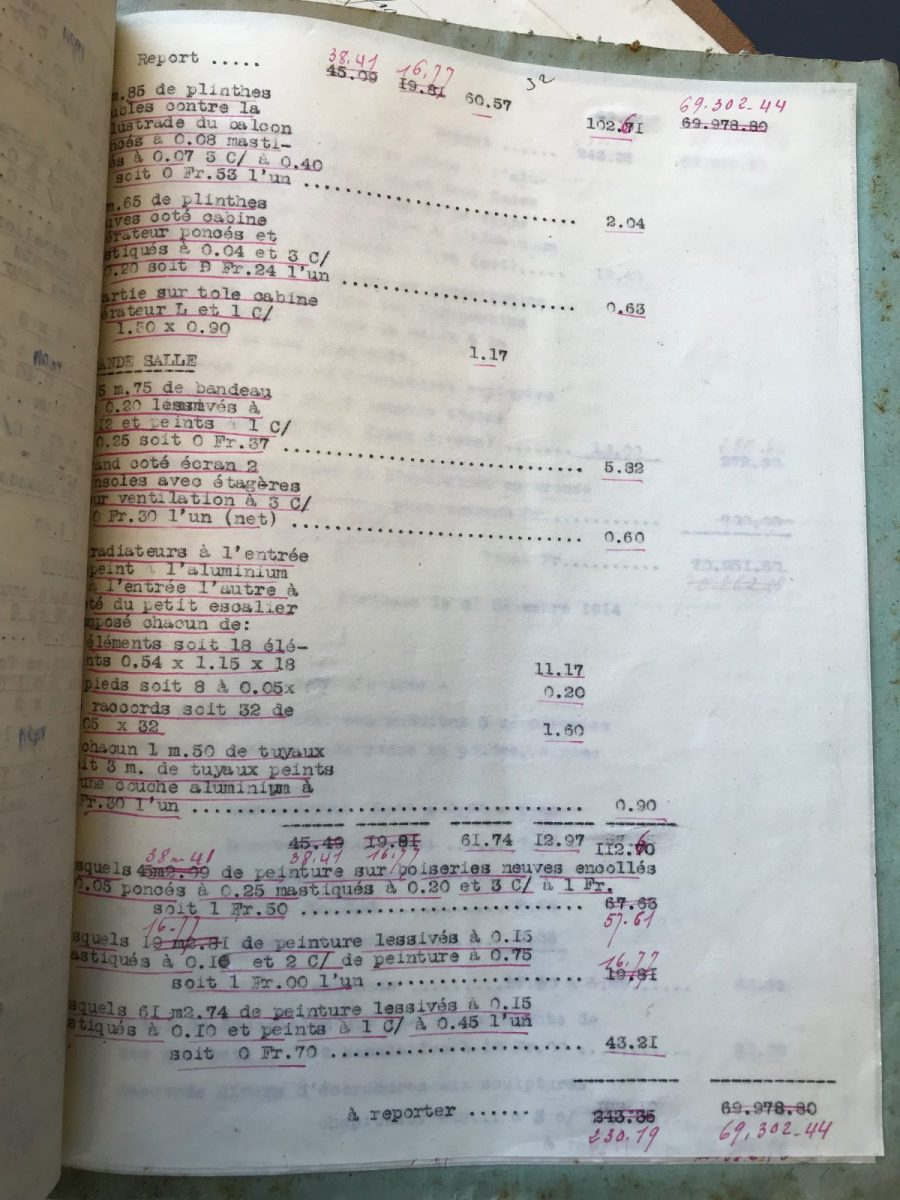 38.41 16.77 32 69.302-44
Report ..... 45.09 19.81 60.57 102.61 69.978.80
m.85 de plinthes
ables contre la
lustrade du balcon
ncés à 0.08 masti-
és à 0.07 3 C/ à 0.40
soit 0 Fr.53 l'un .......................... 2.04
m.65 de plinthes
uves coté cabine
érateur poncés et
stiqués à 0.04 et 3 C/
0.20 soit 0 Fr.24 l'un ...................... 0.63
artie sur tole cabine
érateur L et 1 C/
1.50 x 0.90 1.17
ANDE SALLE
5 m.75 de bandeau
0.20 lessivés à
12 et peints à 1 C/
0.25 soit 0 Fr.37 ............................ 5.82
and coté écran 2
nsoles avec étagères
ur ventilation à 3 C/
0 Fr.30 l'un (net) ........................... 0.60
radiateurs à l'entrée
peint à l'aluminium
à l'entrée l'autre à
té du petit escalier
mposé chacun de:
éléments soit 18 élé-
nts 0.54 x 1.15 x 18 11.17
pieds soit 8 à 0.05x 0.20
raccords soit 32 de
05 x 32 1.60
chacun 1 m.50 de tuyaux
it 3 m. de tuyaux peints
une couche aluminium à
Fr.30 l'un ..................................... 0.90
45.49 19.81 61.74 12.97 112.60
38m-41 38.41 16.77
squels 45m2.09 de peinture sur boiseries neuves encollés
0.05 poncés à 0.25 mastiqués à 0.20 et 3 C/ à 1 Fr.
soit 1 Fr.50 .......................... 67.63
16-77 57.61
squels 19 m2.81 de peinture lessivés à 0.15
astiqués à 0.10 et 2 C/ de peinture à 0.75 16.77
soit 1 Fr.00 l'un .................... 19.81
squels 61 m2.74 de peinture lessivés à 0.15
stiqués à 0.10 et peints à 1 C/ à 0.45 l'un
soit 0 Fr.70 ....................... 43.21
à reporter ...... 243.35 69.978.80
230.19 69,302-44